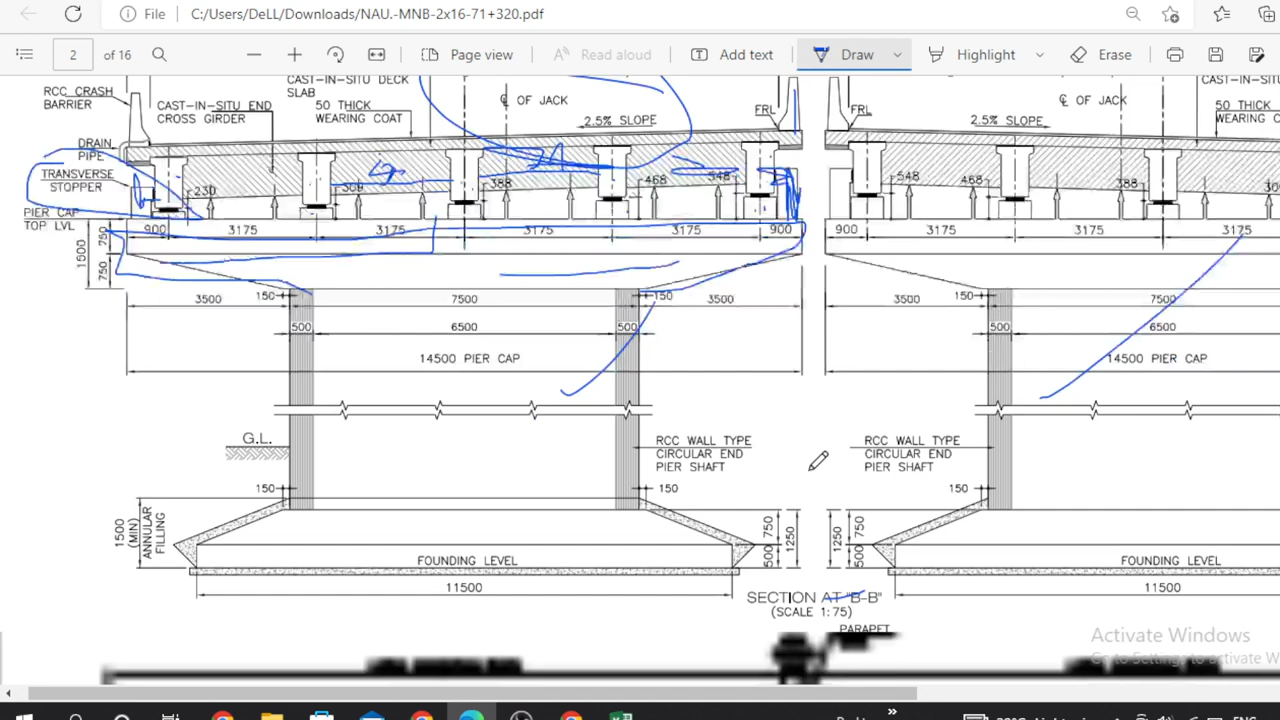 File
C:/Users/DeLL/Downloads/NAU.-MNB-2x16-71+320.pdf
2 of 16
Page view
Read aloud
Add text
Draw
Highlight
Erase
RCC CRASH
BARRIER
CAST-IN-SITU END
CROSS GIRDER
CAST-IN-SITU DECK
SLAB
50 THICK
WEARING COAT
OF JACK
2.5% SLOPE
FRL
FRL
2.5% SLOPE
OF JACK
CAST-IN-SITU
50 THICK
WEARING C
DRAIN
PIPE
TRANSVERSE
STOPPER
PIER CAP
TOP LVL
230
309
388
468
548
548
468
388
900
3175
3175
3175
3175
900
900
3175
3175
3175
1500
750
750
3500
150
7500
150
3500
3500
150
7500
500
6500
500
500
6500
14500 PIER CAP
14500 PIER CAP
G.L.
RCC WALL TYPE
CIRCULAR END
PIER SHAFT
RCC WALL TYPE
CIRCULAR END
PIER SHAFT
150
150
150
1500
(MIN)
ANNULAR
FILLING
750
500
1250
1250
750
500
FOUNDING LEVEL
FOUNDING LEVEL
11500
11500
SECTION AT "B-B"
(SCALE 1:75)
PARAPET
Activate Windows
Go to Settings to activate W